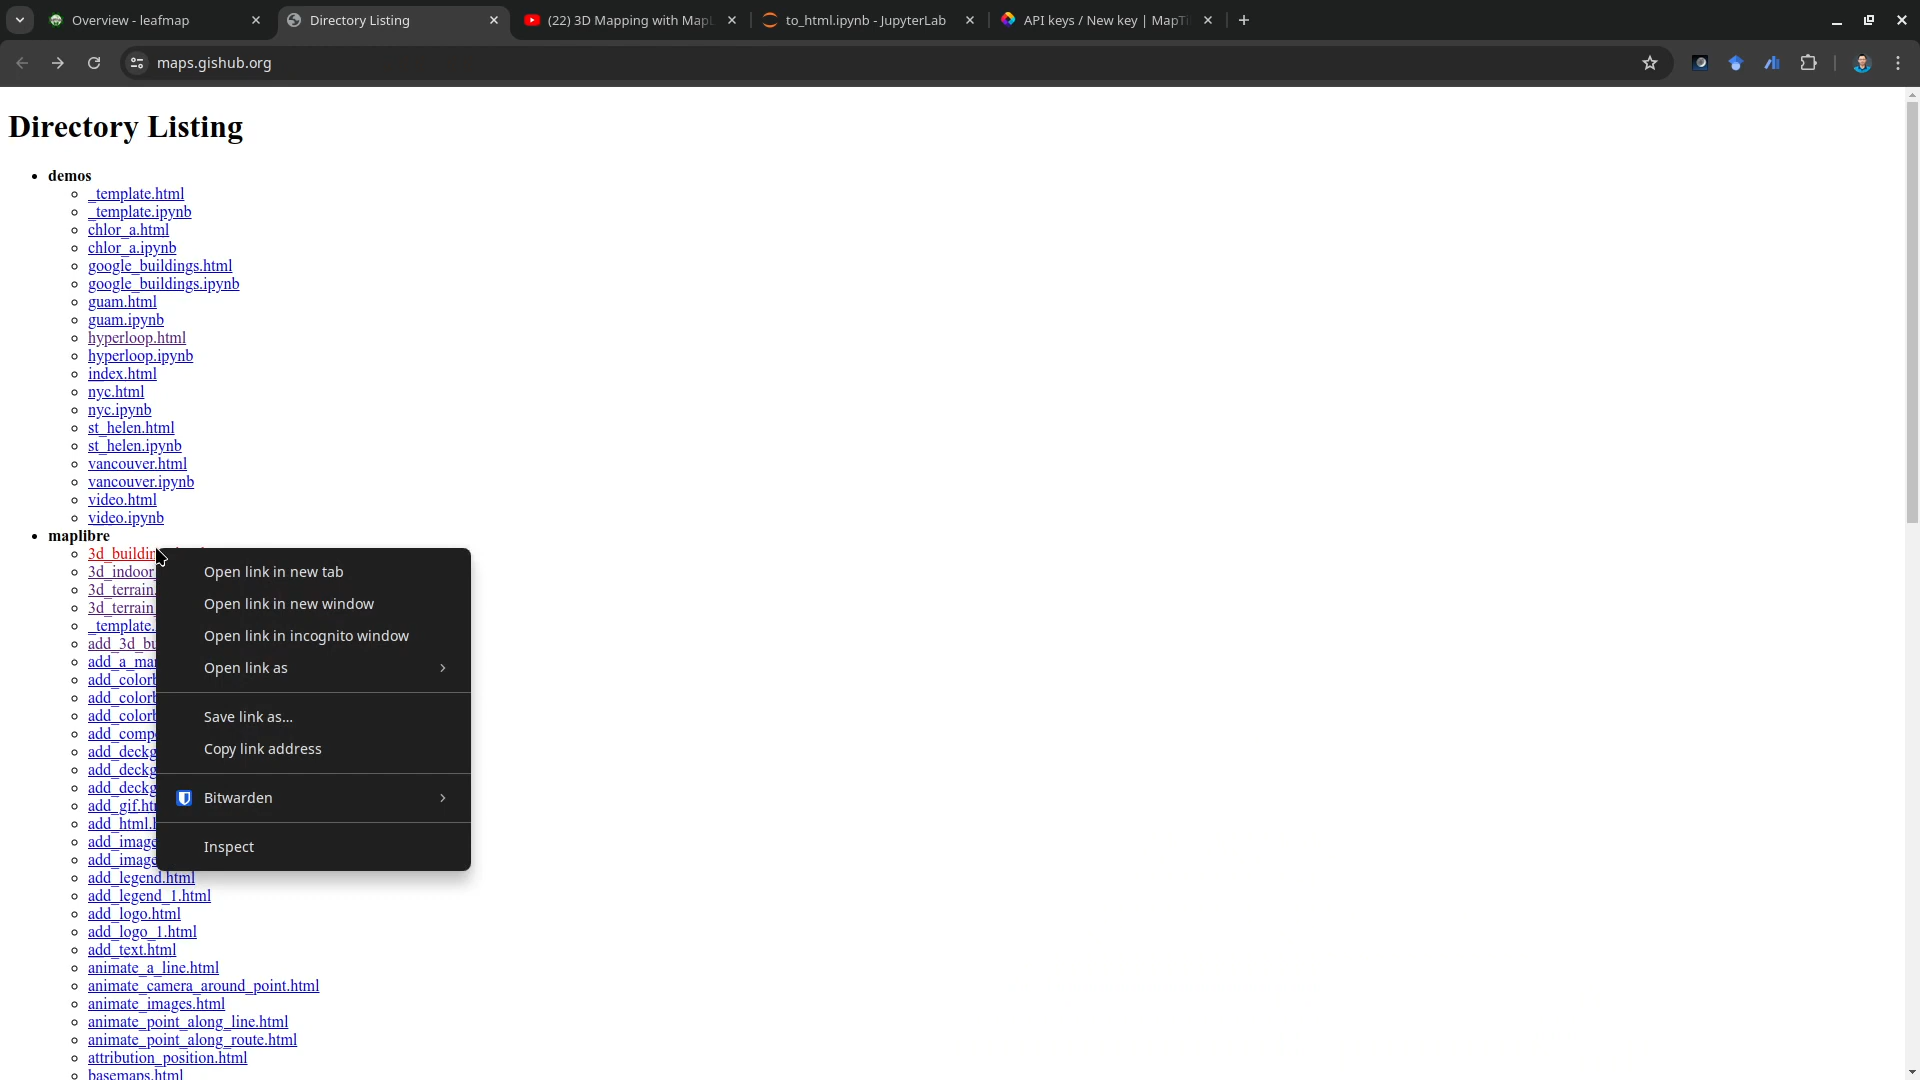 Overview - leafmap
Directory Listing
(22) 3D Mapping with MapL
to_html.ipynb - JupyterLab
API keys / New key | MapTi
maps.gishub.org
Directory Listing
demos
_template.html
_template.ipynb
chlor_a.html
chlor_a.ipynb
google_buildings.html
google_buildings.ipynb
guam.html
guam.ipynb
hyperloop.html
hyperloop.ipynb
index.html
nyc.html
nyc.ipynb
st_helen.html
st_helen.ipynb
vancouver.html
vancouver.ipynb
video.html
video.ipynb
maplibre
3d_buildin
3d_indoor
3d_terrain.
3d_terrain
_template.
add_3d_bu
add_a_mar
add_colorb
add_colorb
add_colorb
add_comp
add_deckg
add_deckg
add_deckg
add_gif.htm
add_html.h
add_image
add_image
add_legend.html
add_legend_1.html
add_logo.html
add_logo_1.html
add_text.html
animate_a_line.html
animate_camera_around_point.html
animate_images.html
animate_point_along_line.html
animate_point_along_route.html
attribution_position.html
basemaps.html
Open link in new tab
Open link in new window
Open link in incognito window
Open link as
Save link as...
Copy link address
Bitwarden
Inspect